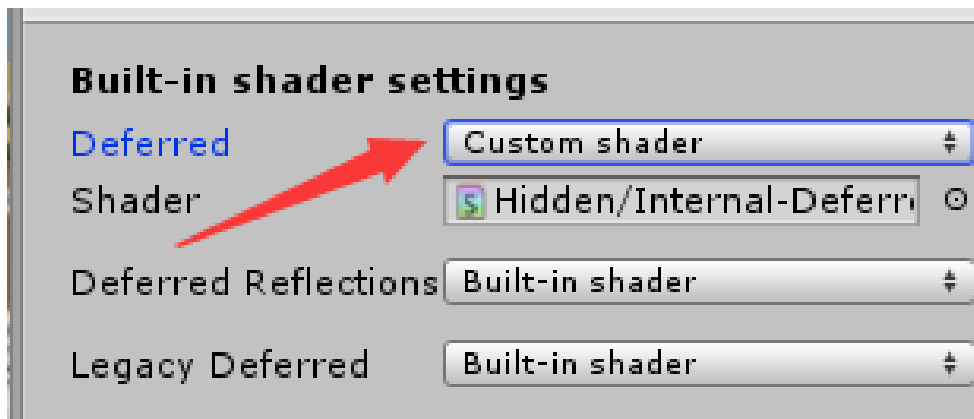 Built-in shader settings
Deferred Custom shader
Shader Hidden/Internal-Deferr
Deferred Reflections Built-in shader
Legacy Deferred Built-in shader